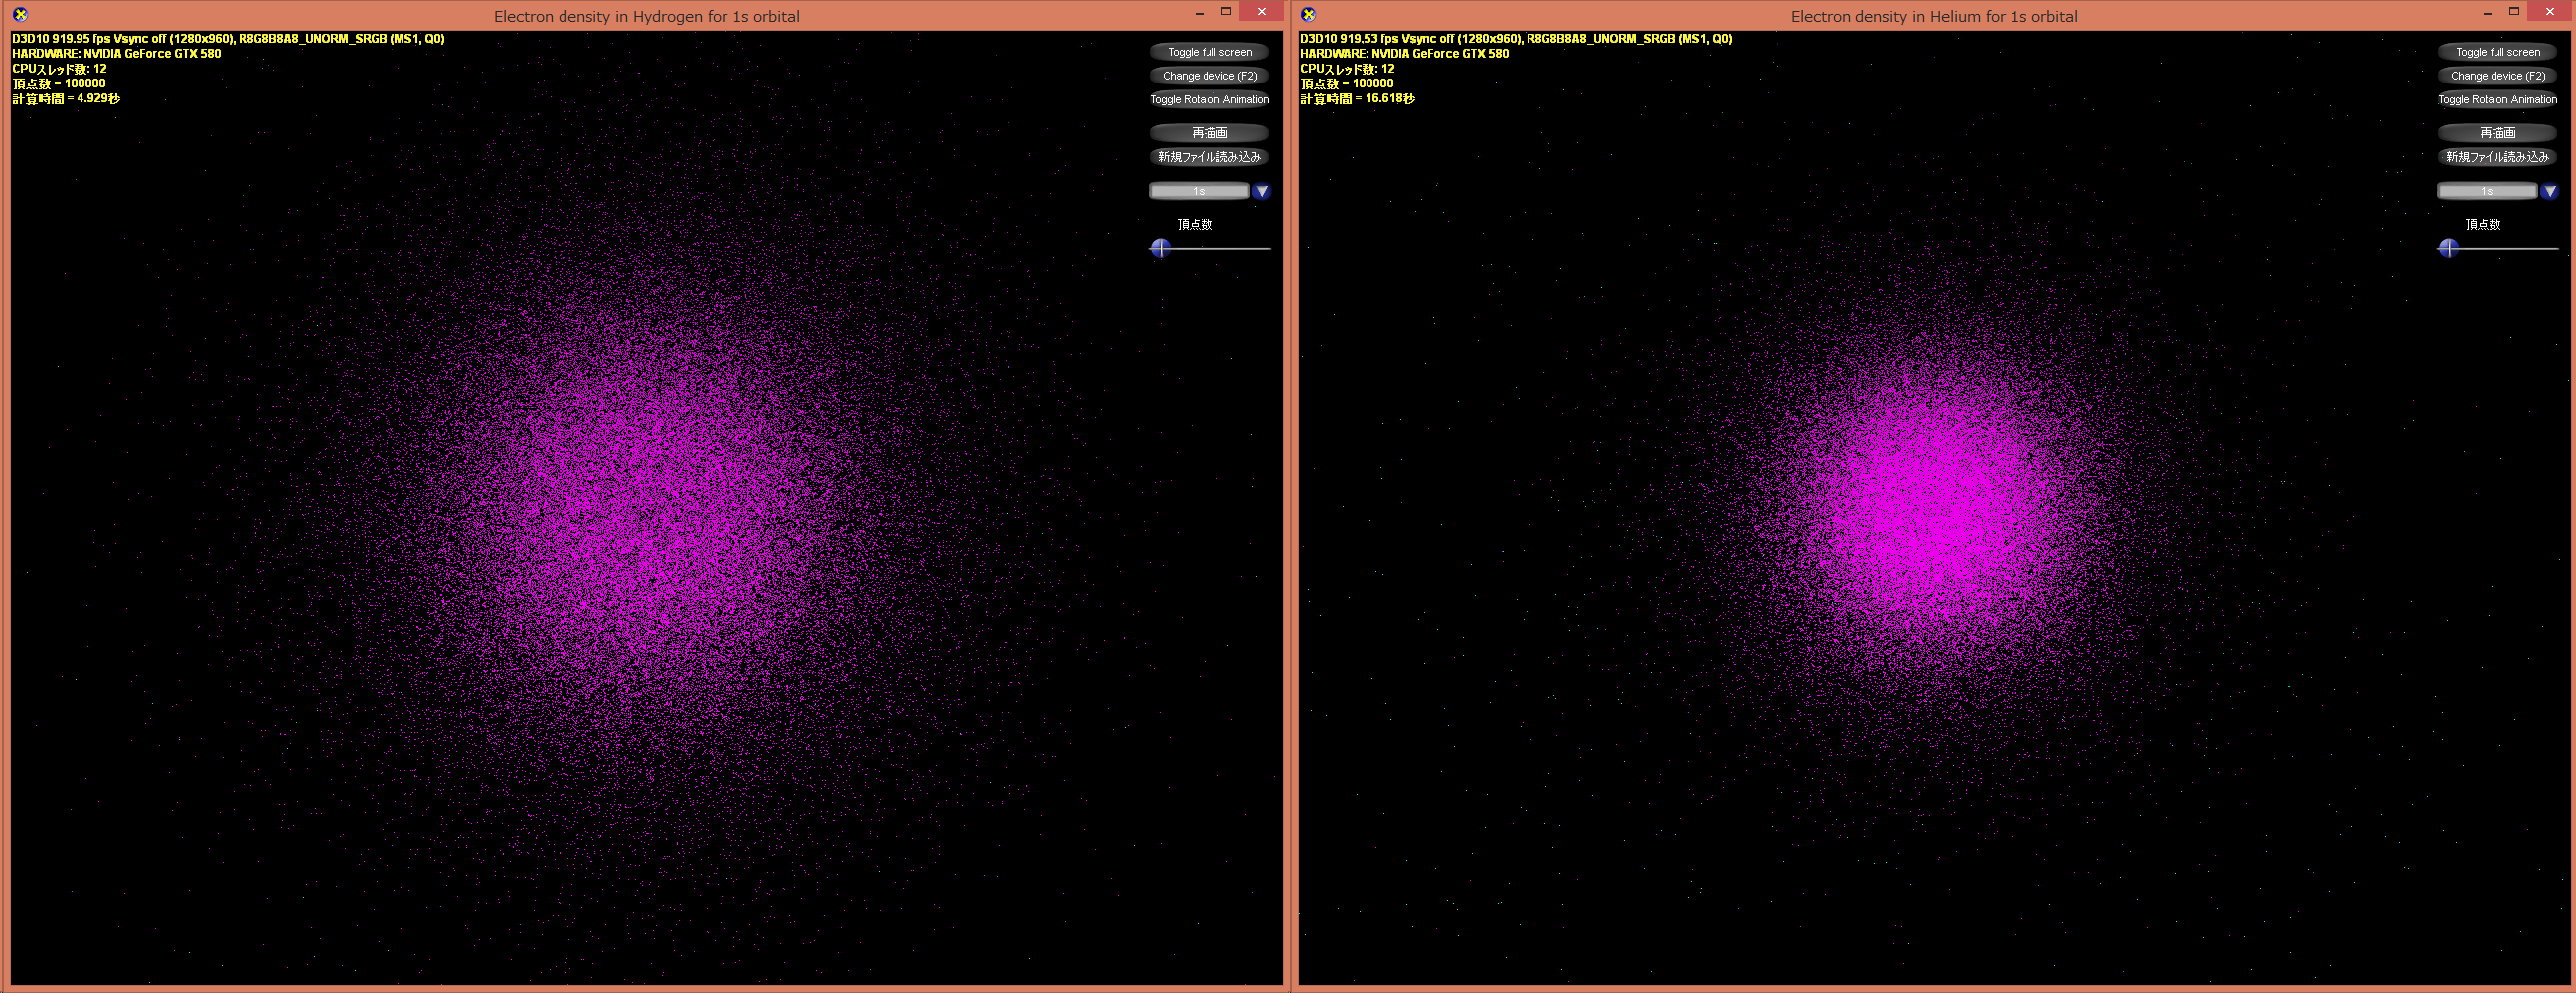 Electron density in Hydrogen for 1s orbital
D3D10 919.95 fps Vsync off (1280x960), R8G8B8A8_UNORM_SRGB (MS1, Q0)
HARDWARE: NVIDIA GeForce GTX 580
CPUスレッド数: 12
頂点数 = 100000
計算時間 = 4.929秒
Toggle full screen
Change device (F2)
Toggle Rotaion Animation
再描画
新規ファイル読み込み
1s
頂点数
Electron density in Helium for 1s orbital
D3D10 919.53 fps Vsync off (1280x960), R8G8B8A8_UNORM_SRGB (MS1, Q0)
HARDWARE: NVIDIA GeForce GTX 580
CPUスレッド数: 12
頂点数 = 100000
計算時間 = 16.618秒
Toggle full screen
Change device (F2)
Toggle Rotaion Animation
再描画
新規ファイル読み込み
1s
頂点数